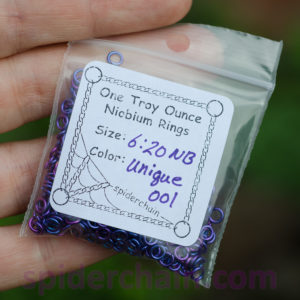 One Troy Ounce
Niobium Rings
Size: 6:20 NB
Color: Unique
001
spiderchain
spiderchain.com